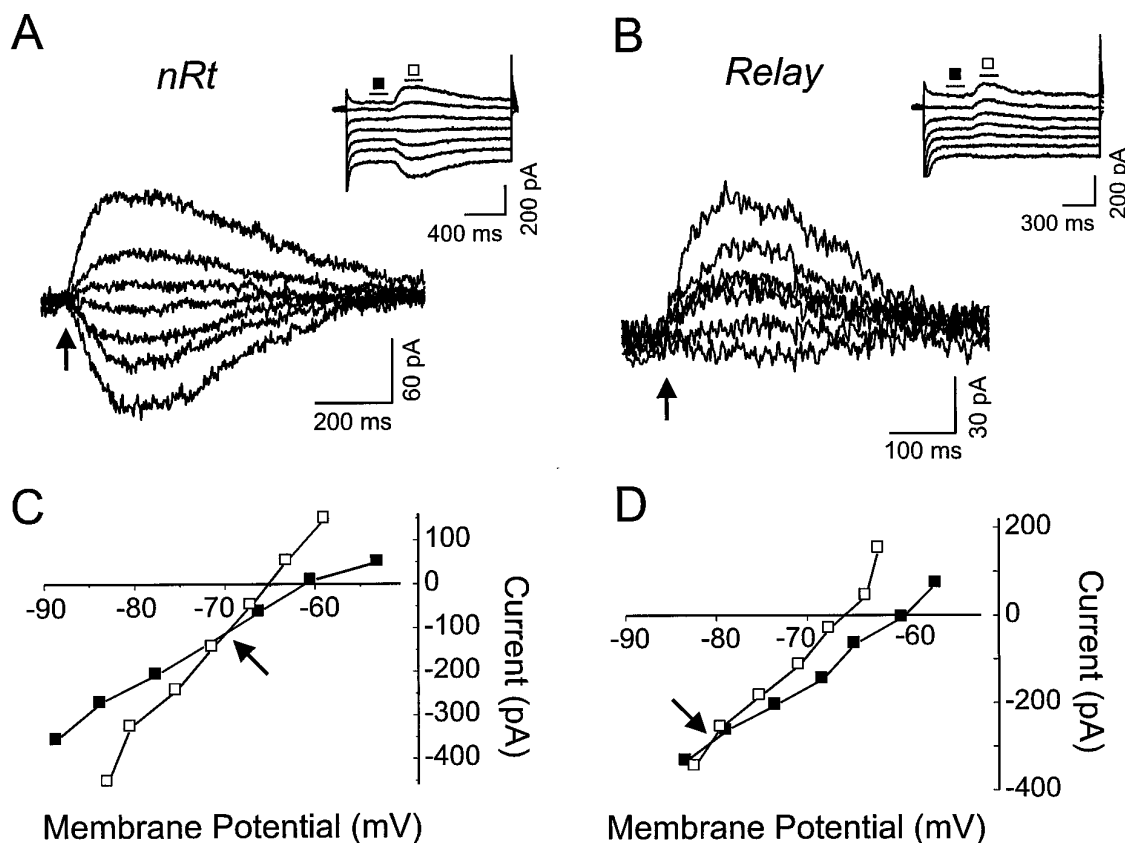 A
nRt
400 ms
200 pA
200 ms
60 pA
B
Relay
300 ms
200 pA
100 ms
30 pA
C
100
0
-100
-200
-300
-400
-90
-80
-70
-60
Current (pA)
Membrane Potential (mV)
D
200
0
-200
-400
-90
-80
-70
-60
Current (pA)
Membrane Potential (mV)